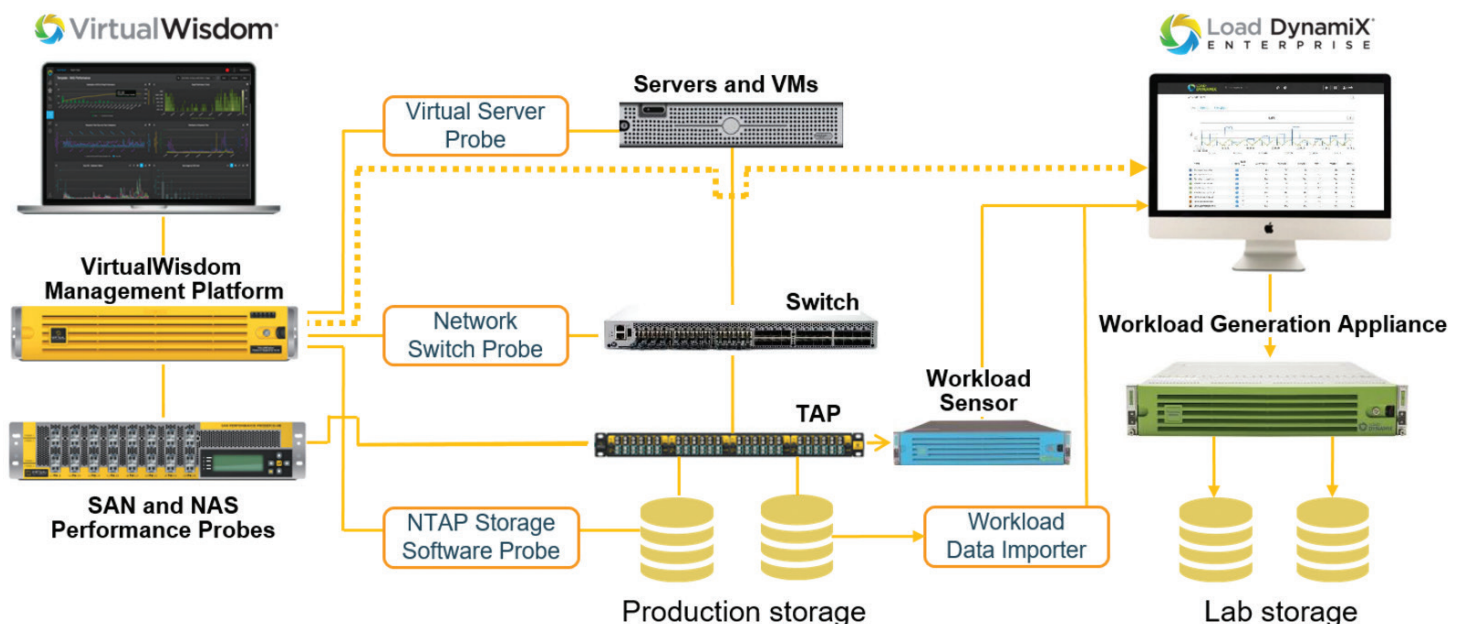 VirtualWisdom
Load DynamiX
ENTERPRISE
Servers and VMs
Virtual Server
Probe
VirtualWisdom
Management Platform
Network
Switch Probe
Switch
Workload Generation Appliance
TAP
Workload
Sensor
SAN and NAS
Performance Probes
NTAP Storage
Software Probe
Workload
Data Importer
Production storage
Lab storage